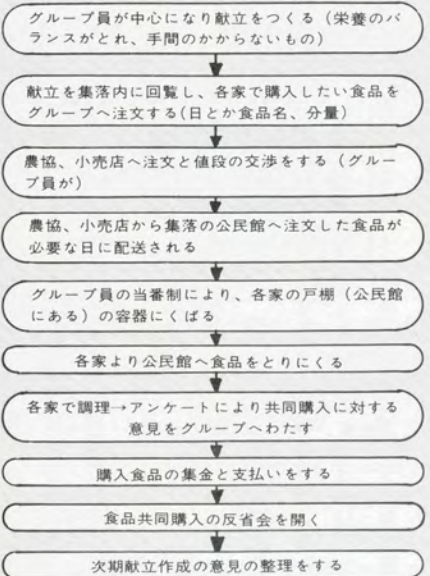 グループ員が中心になり献立をつくる(栄養のバ
ランスがとれ、手間のかからないもの)
献立を集落内に回覧し、各家で購入したい食品を
グループへ注文する(日とか食品名、分量)
農協、小売店へ注文と値段の交渉をする(グルー
プ員が)
農協、小売店から集落の公民館へ注文した食品が
必要な日に配送される
グループ員の当番制により、各家の戸棚(公民館
にある)の容器にくばる
各家より公民館へ食品をとりにくる
各家で調理→アンケートにより共同購入に対する
意見をグループへわたす
購入食品の集金と支払いをする
食品共同購入の反省会を開く
次期献立作成の意見の整理をする